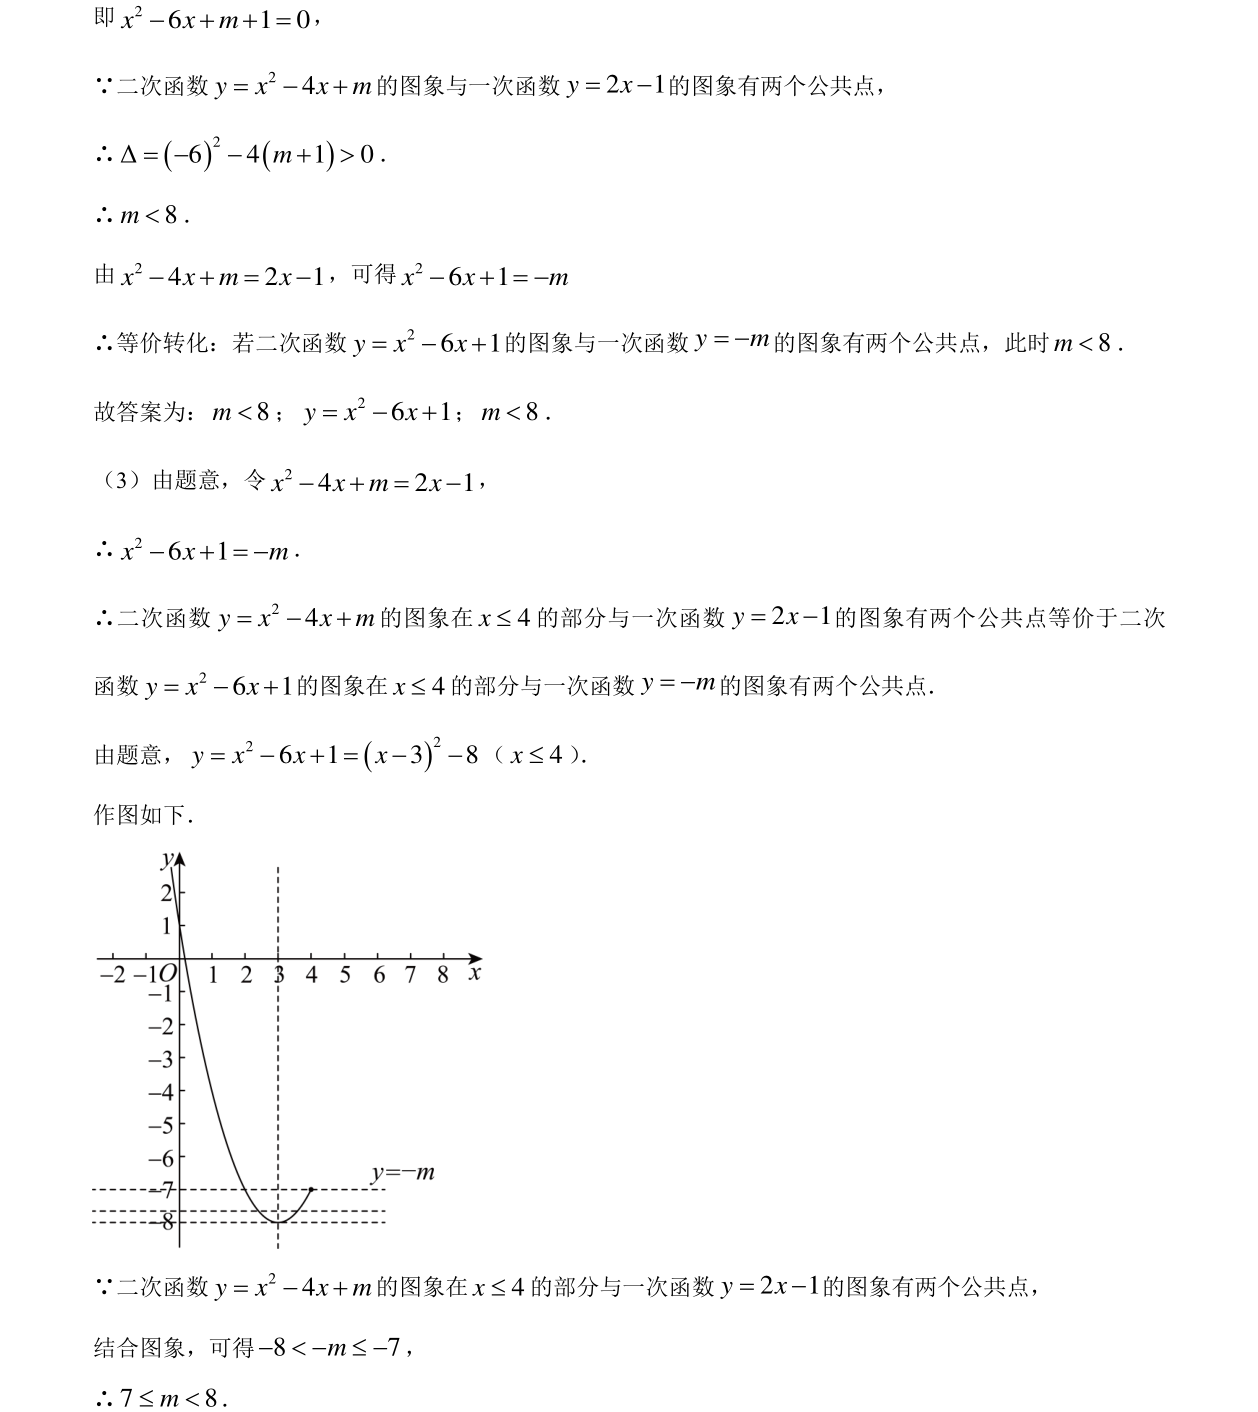 即 x² − 6x + m + 1 = 0，
∵二次函数 y = x² − 4x + m 的图象与一次函数 y = 2x − 1 的图象有两个公共点，
∴ Δ = (−6)² − 4(m + 1) > 0．
∴ m < 8．
由 x² − 4x + m = 2x − 1，可得 x² − 6x + 1 = −m
∴等价转化：若二次函数 y = x² − 6x + 1 的图象与一次函数 y = −m 的图象有两个公共点，此时 m < 8．
故答案为：m < 8；y = x² − 6x + 1；m < 8．
（3）由题意，令 x² − 4x + m = 2x − 1，
∴ x² − 6x + 1 = −m．
∴二次函数 y = x² − 4x + m 的图象在 x ≤ 4 的部分与一次函数 y = 2x − 1 的图象有两个公共点等价于二次
函数 y = x² − 6x + 1 的图象在 x ≤ 4 的部分与一次函数 y = −m 的图象有两个公共点．
由题意，y = x² − 6x + 1 = (x − 3)² − 8（x ≤ 4）．
作图如下．
y
2
1
−2 −1 O 1 2 3 4 5 6 7 8 x
−1
−2
−3
−4
−5
−6
y=−m
−7
−8
∵二次函数 y = x² − 4x + m 的图象在 x ≤ 4 的部分与一次函数 y = 2x − 1 的图象有两个公共点，
结合图象，可得 −8 < −m ≤ −7，
∴ 7 ≤ m < 8．